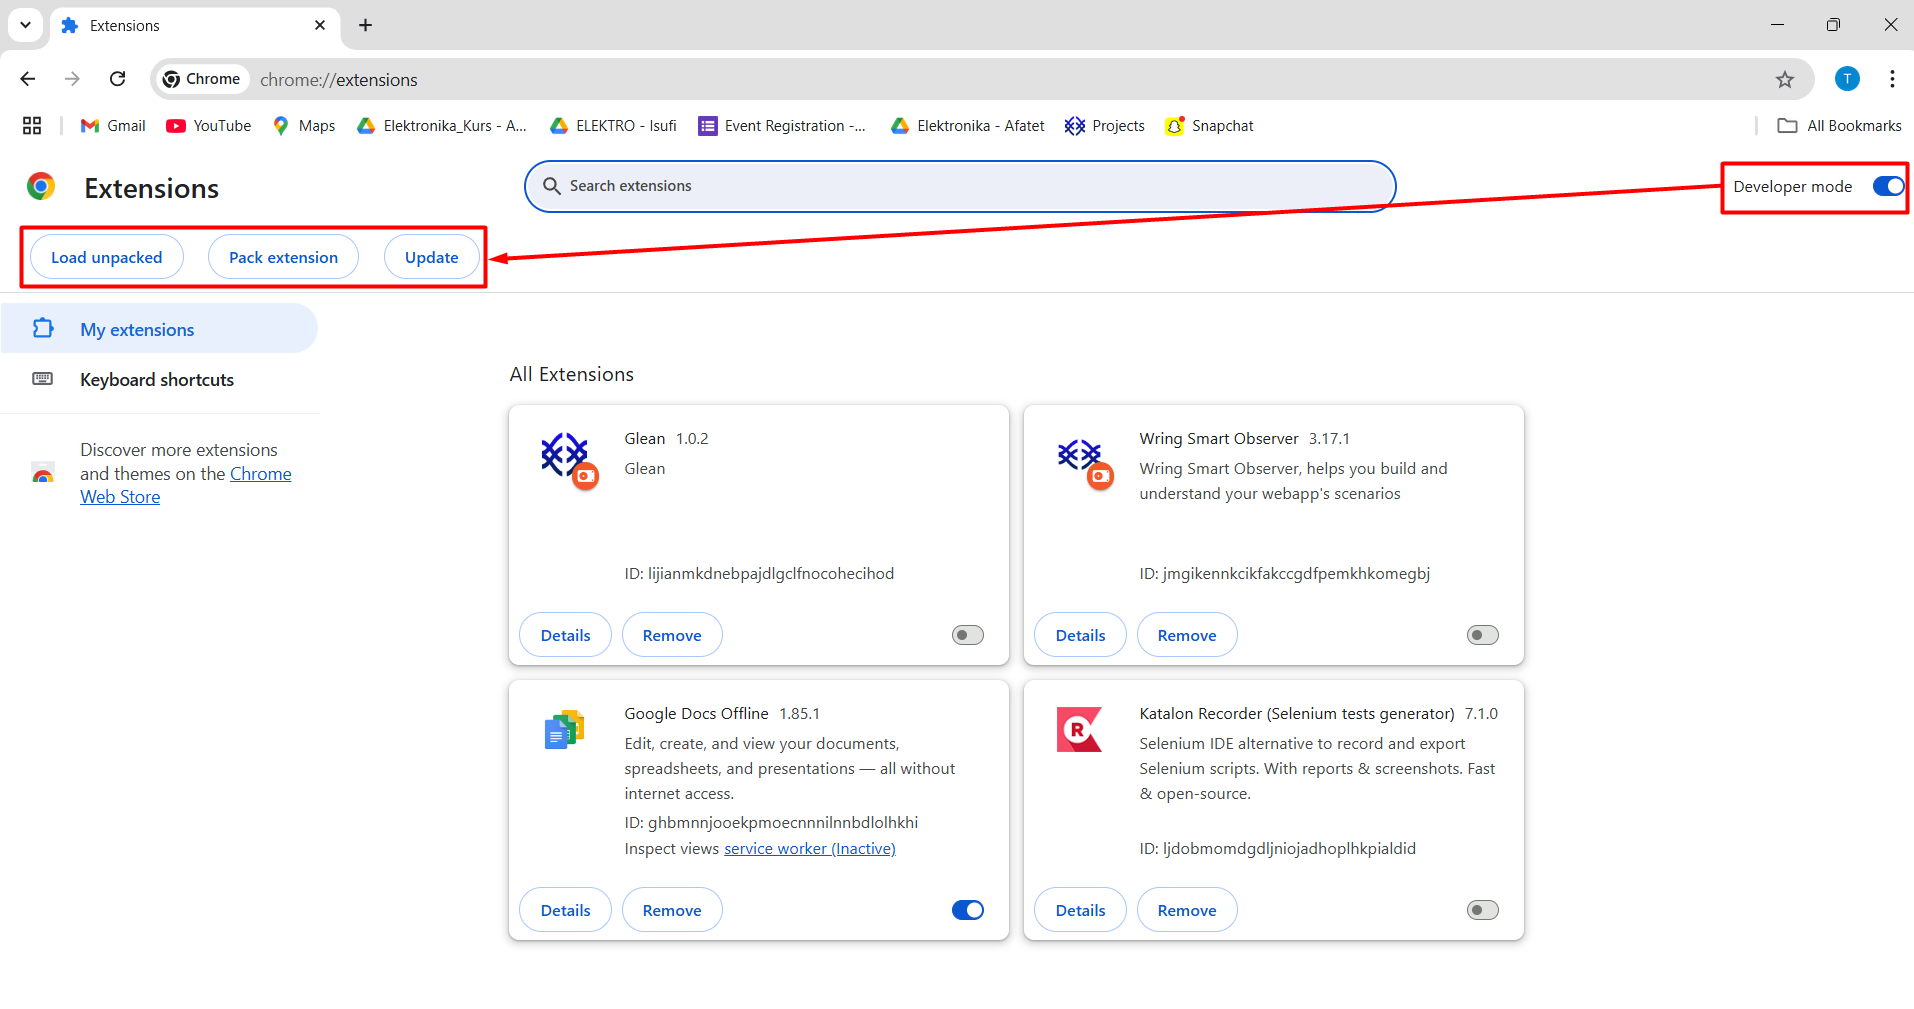 Extensions
Chrome chrome://extensions
T
Gmail YouTube Maps Elektronika_Kurs - A... ELEKTRO - Isufi Event Registration -... Elektronika - Afatet Projects Snapchat All Bookmarks
Extensions
Search extensions
Developer mode
Load unpacked Pack extension Update
My extensions
Keyboard shortcuts
Discover more extensions
and themes on the Chrome
Web Store
All Extensions
Glean 1.0.2
Glean
ID: lijianmkdnebpajdlgclfnocohecihod
Details Remove
Wring Smart Observer 3.17.1
Wring Smart Observer, helps you build and
understand your webapp's scenarios
ID: jmgikennkcikfakccgdfpemkhkomegbj
Details Remove
Google Docs Offline 1.85.1
Edit, create, and view your documents,
spreadsheets, and presentations — all without
internet access.
ID: ghbmnnjooekpmoecnnnilnnbdlolhkhi
Inspect views service worker (Inactive)
Details Remove
R
Katalon Recorder (Selenium tests generator) 7.1.0
Selenium IDE alternative to record and export
Selenium scripts. With reports & screenshots. Fast
& open-source.
ID: ljdobmomdgdljniojadhoplhkpialdid
Details Remove